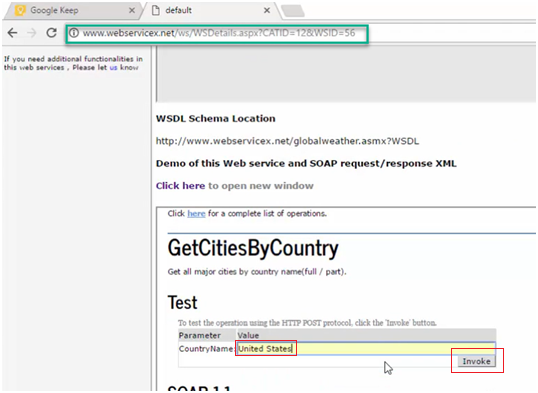 Google Keep
default
www.webservicex.net/ws/WSDetails.aspx?CATID=12&WSID=56
If you need additional functionalities in
this web services , Please let us know
WSDL Schema Location
http://www.webservicex.net/globalweather.asmx?WSDL
Demo of this Web service and SOAP request/response XML
Click here to open new window
Click here for a complete list of operations.
GetCitiesByCountry
Get all major cities by country name(full / part).
Test
To test the operation using the HTTP POST protocol, click the 'Invoke' button.
Parameter Value
CountryName: United States
Invoke
SOAP 1.1